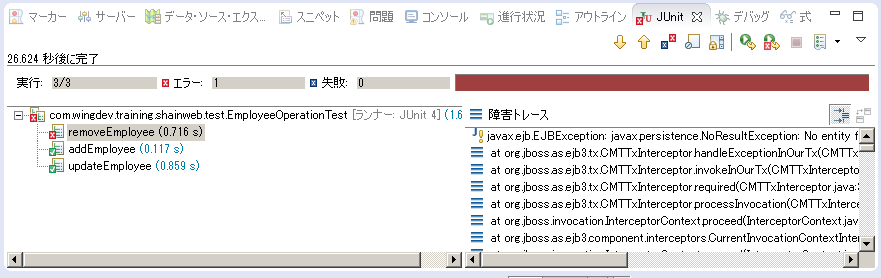 マーカー サーバー データ・ソース・エクス... スニペット 問題 コンソール 進行状況 アウトライン JUnit デバッグ 式
26.624 秒後に完了
実行: 3/3 エラー: 1 失敗: 0
com.wingdev.training.shainweb.test.EmployeeOperationTest [ランナー: JUnit 4] (1.6
removeEmployee (0.716 s)
addEmployee (0.117 s)
updateEmployee (0.859 s)
障害トレース
javax.ejb.EJBException: javax.persistence.NoResultException: No entity f
at org.jboss.as.ejb3.tx.CMTTxInterceptor.handleExceptionInOurTx(CMTTx
at org.jboss.as.ejb3.tx.CMTTxInterceptor.invokeInOurTx(CMTTxIntercept
at org.jboss.as.ejb3.tx.CMTTxInterceptor.required(CMTTxInterceptor.java:
at org.jboss.as.ejb3.tx.CMTTxInterceptor.processInvocation(CMTTxInterce
at org.jboss.invocation.InterceptorContext.proceed(InterceptorContext.jav
at org.jboss.as.ejb3.component.interceptors.CurrentInvocationContextInte